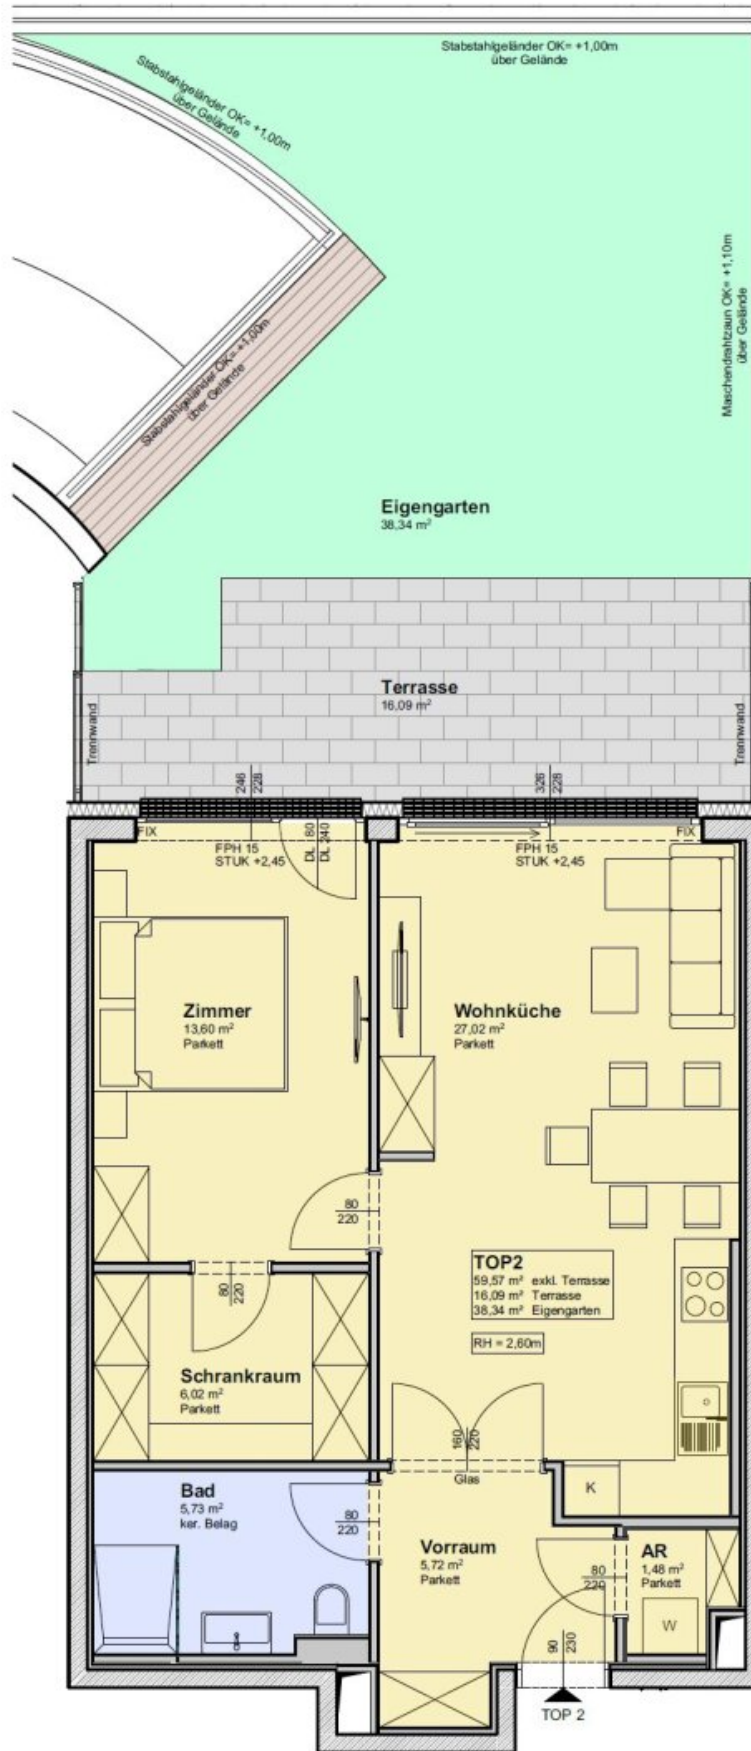 Stabstahlgeländer OK= +1,00m
über Gelände
Stabstahlgeländer OK= +1,00m
über Gelände
Maschendrahtzaun OK= +1,10m
über Gelände
Stabstahlgeländer OK= +1,00m
über Gelände
Eigengarten
38,34 m²
Terrasse
16,09 m²
Trennwand
Trennwand
246
228
326
228
FIX
FPH 15
STUK +2,45
DL 80
DL 240
FPH 15
STUK +2,45
FIX
Zimmer
13,60 m²
Parkett
Wohnküche
27,02 m²
Parkett
80
220
TOP2
59,57 m² exkl. Terrasse
16,09 m² Terrasse
38,34 m² Eigengarten
RH = 2,60m
80
220
Schrankraum
6,02 m²
Parkett
160
220
Glas
K
Bad
5,73 m²
ker. Belag
80
220
Vorraum
5,72 m²
Parkett
AR
1,48 m²
Parkett
80
220
W
90
230
TOP 2